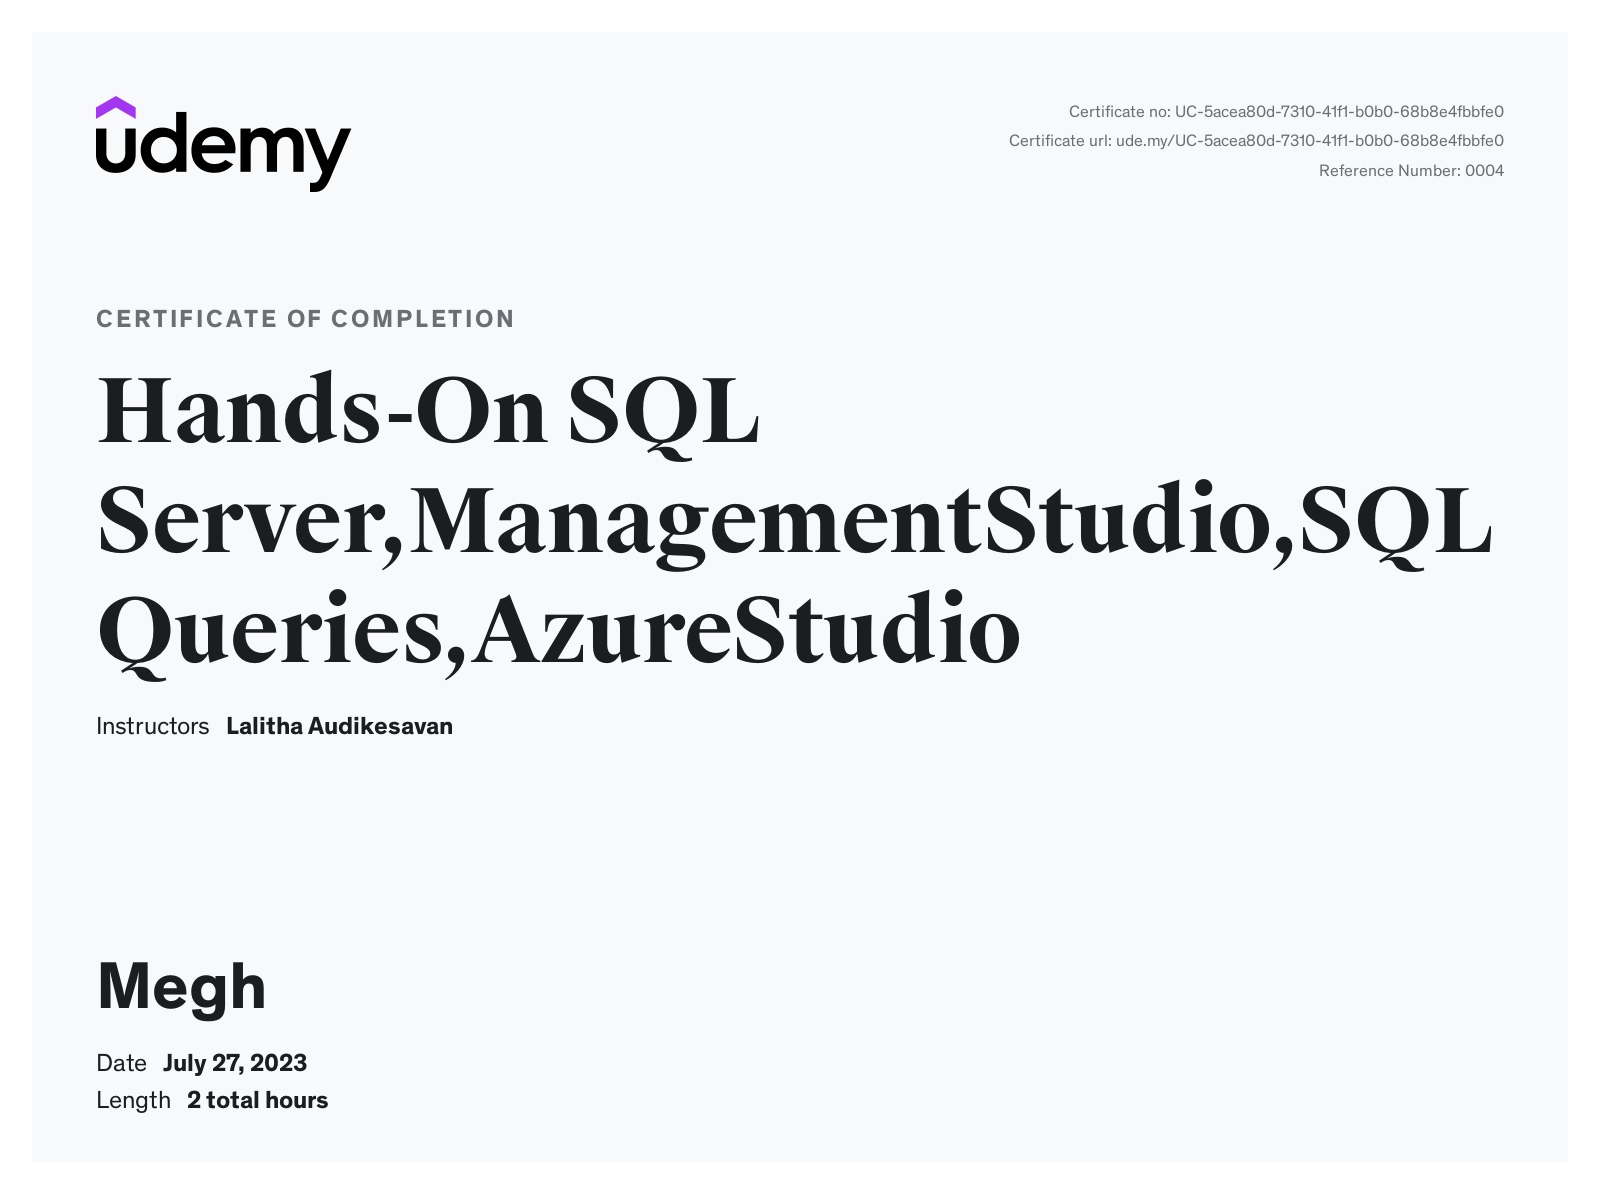 udemy
Certificate no: UC-5acea80d-7310-41f1-b0b0-68b8e4fbbfe0
Certificate url: ude.my/UC-5acea80d-7310-41f1-b0b0-68b8e4fbbfe0
Reference Number: 0004
CERTIFICATE OF COMPLETION
Hands-On SQL
Server,ManagementStudio,SQL
Queries,AzureStudio
Instructors Lalitha Audikesavan
Megh
Date July 27, 2023
Length 2 total hours